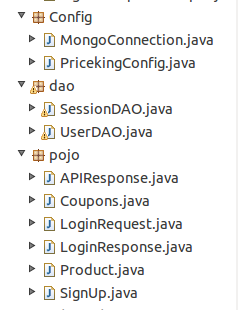 Config
MongoConnection.java
PricekingConfig.java
dao
SessionDAO.java
UserDAO.java
pojo
APIResponse.java
Coupons.java
LoginRequest.java
LoginResponse.java
Product.java
SignUp.java